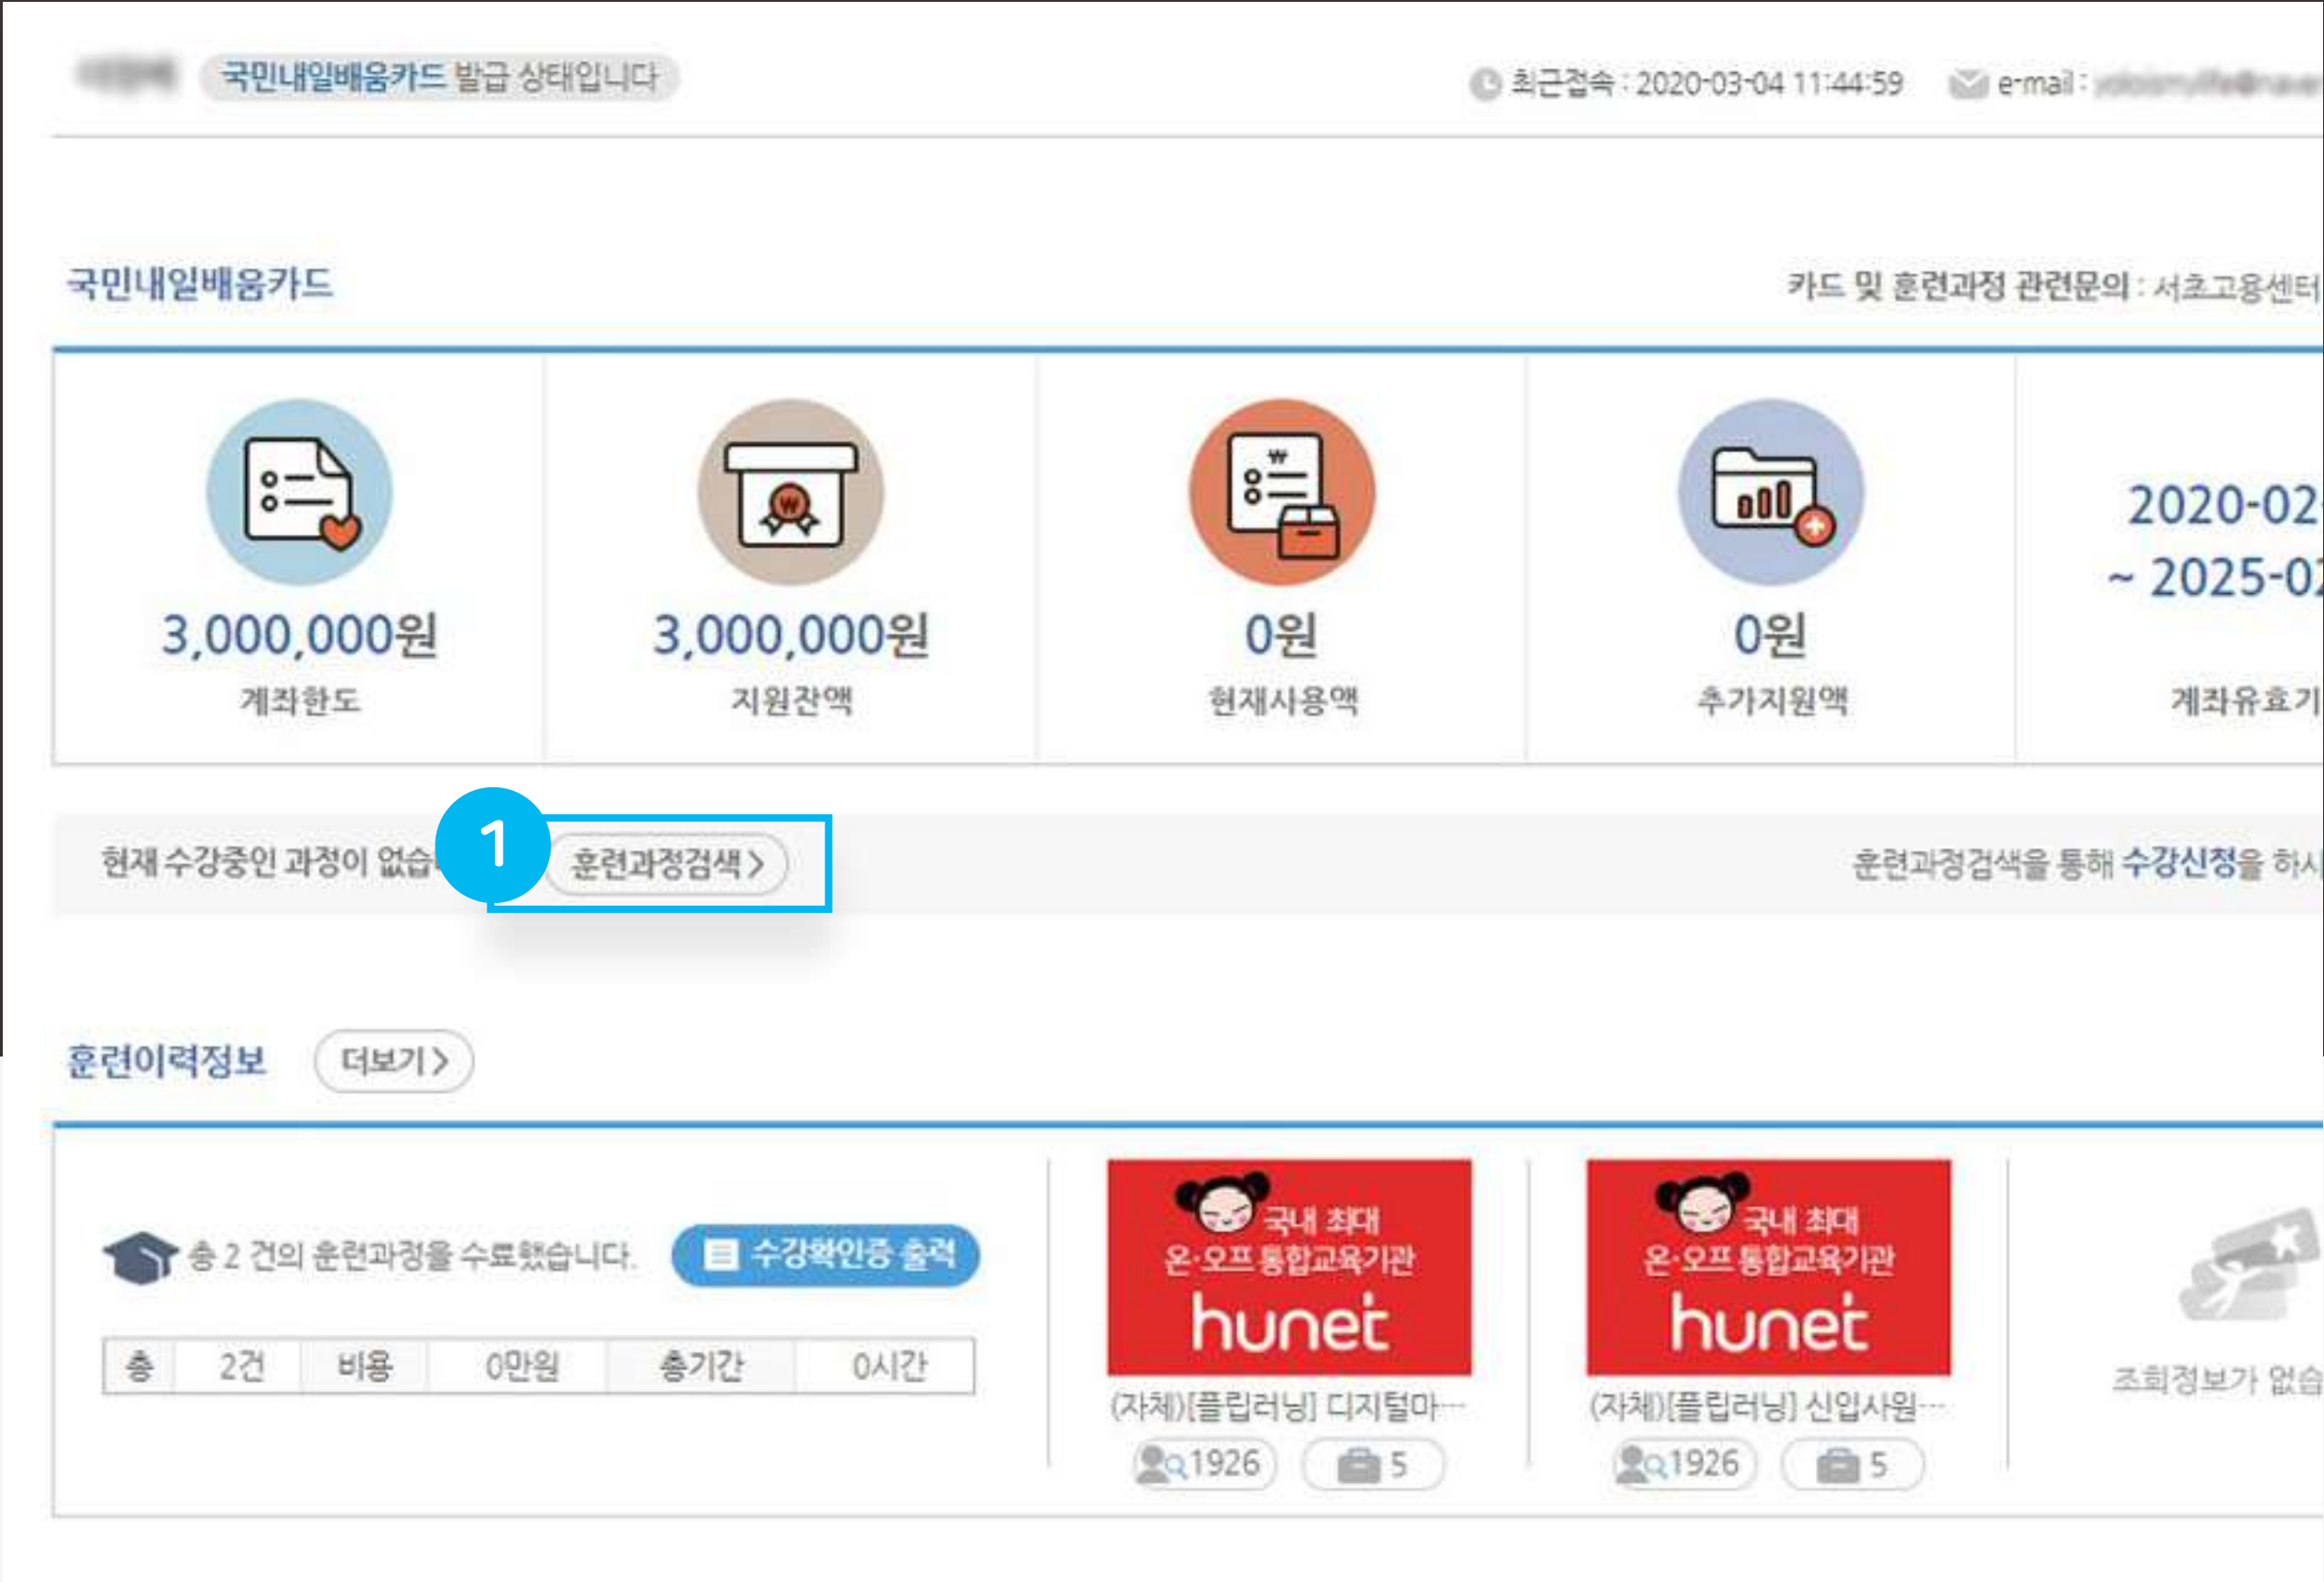 국민내일배움카드 발급 상태입니다
최근접속 : 2020-03-04 11:44:59
e-mail :
국민내일배움카드
카드 및 훈련과정 관련문의 : 서초고용센터
3,000,000원
계좌한도
3,000,000원
지원잔액
0원
현재사용액
0원
추가지원액
2020-02
~ 2025-02
계좌유효기
현재 수강중인 과정이 없습
1
훈련과정검색 >
훈련과정검색을 통해 수강신청을 하시
훈련이력정보
더보기 >
총 2 건의 훈련과정을 수료했습니다.
수강확인증 출력
총 2건 비용 0만원 총기간 0시간
국내 최대
온·오프 통합교육기관
hunet
(자체)[플립러닝] 디지털마…
1926
5
국내 최대
온·오프 통합교육기관
hunet
(자체)[플립러닝] 신입사원…
1926
5
조회정보가 없습